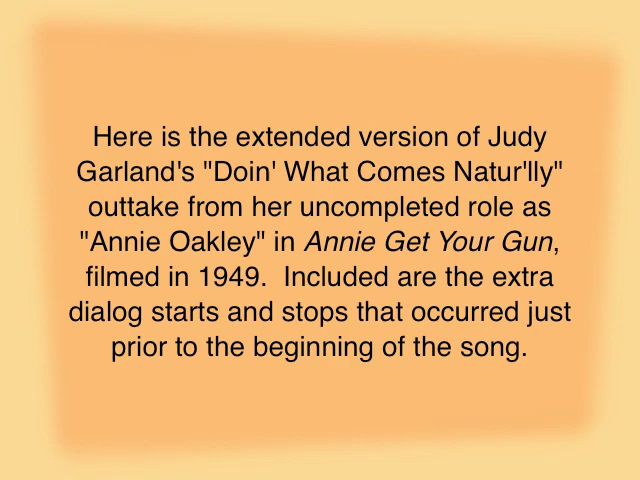 Here is the extended version of Judy
Garland's "Doin' What Comes Natur'lly"
outtake from her uncompleted role as
"Annie Oakley" in Annie Get Your Gun,
filmed in 1949.  Included are the extra
dialog starts and stops that occurred just
prior to the beginning of the song.